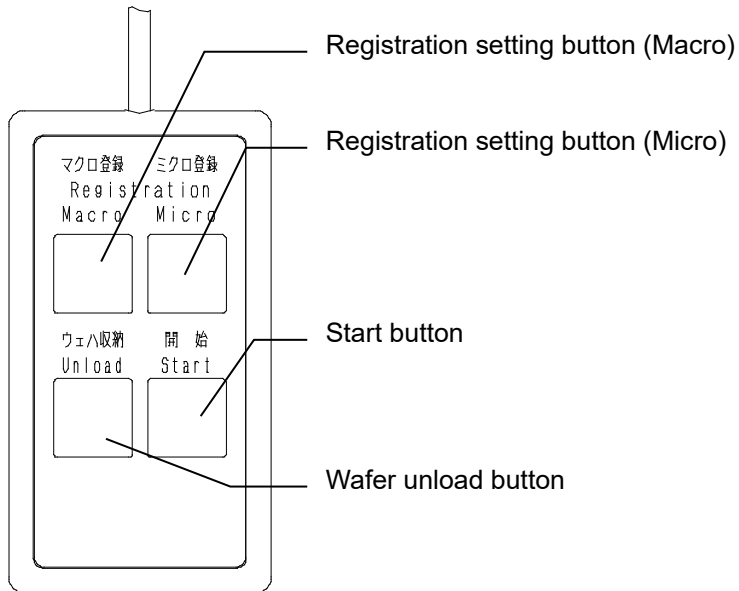 Registration setting button (Macro)
Registration setting button (Micro)
マクロ登録 ミクロ登録
Registration
Macro Micro
ウェハ収納 開 始
Unload Start
Start button
Wafer unload button